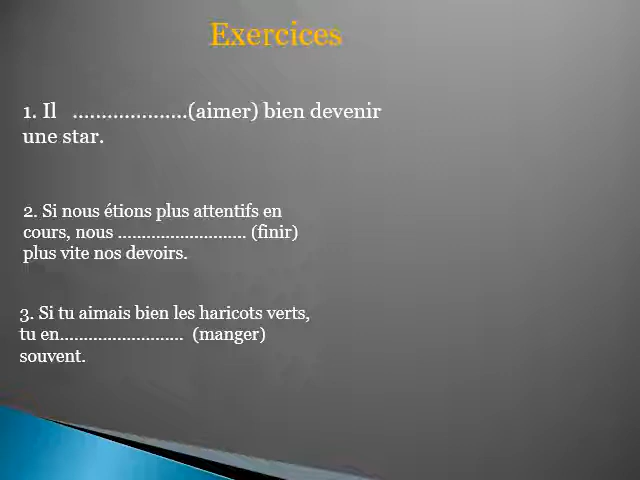 Exercices
1. Il ....................(aimer) bien devenir
une star.
2. Si nous étions plus attentifs en
cours, nous ........................... (finir)
plus vite nos devoirs.
3. Si tu aimais bien les haricots verts,
tu en.......................... (manger)
souvent.